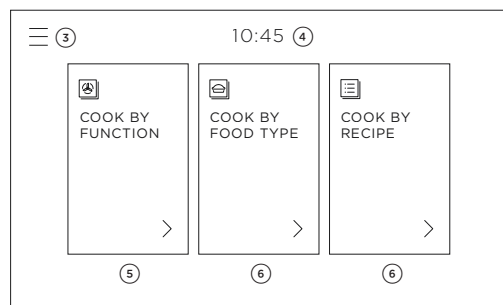 ③ 10:45 ④
COOK BY
FUNCTION
COOK BY
FOOD TYPE
COOK BY
RECIPE
⑤ ⑥ ⑥